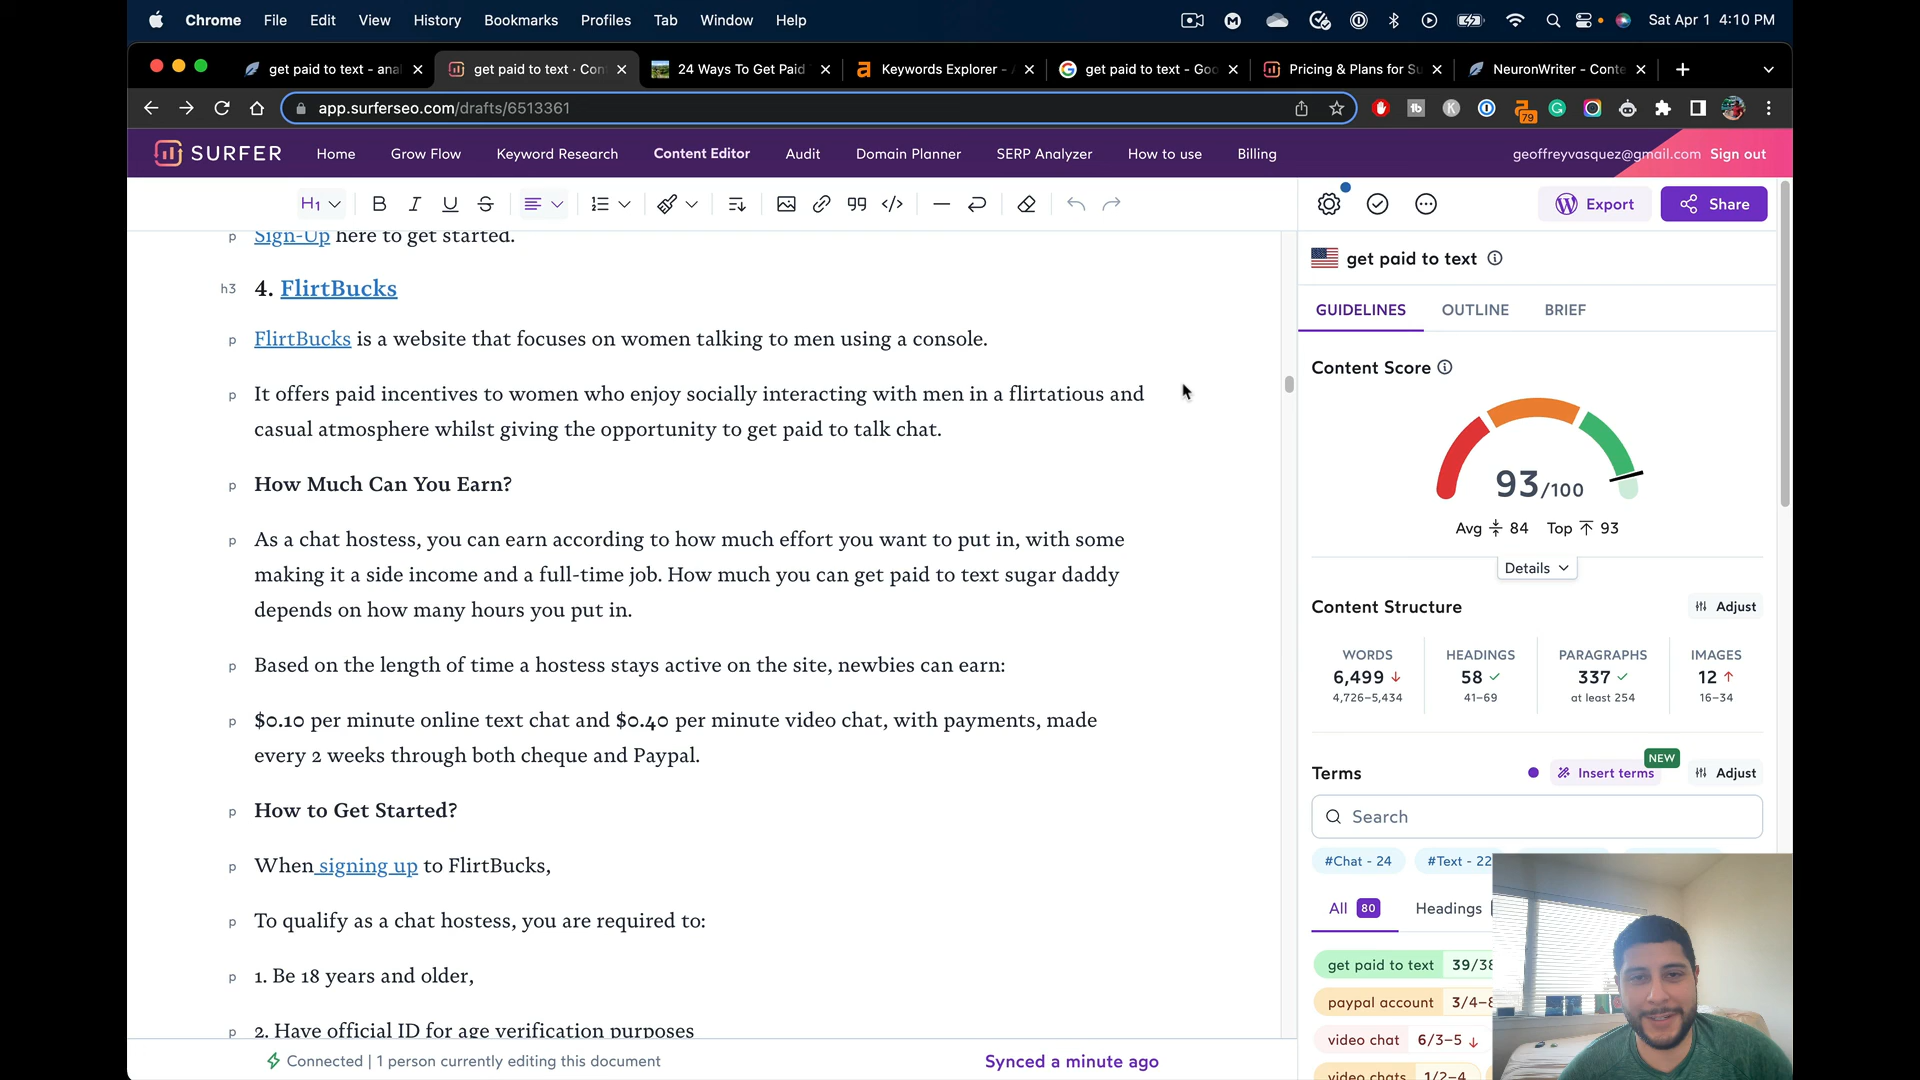 Chrome File Edit View History Bookmarks Profiles Tab Window Help
Sat Apr 1 4:10 PM
get paid to text - anal
get paid to text · Con
24 Ways To Get Paid
Keywords Explorer -
get paid to text - Goo
Pricing & Plans for Su
NeuronWriter - Conte
app.surferseo.com/drafts/6513361
79
SURFER
Home Grow Flow Keyword Research Content Editor Audit Domain Planner SERP Analyzer How to use Billing
geoffreyvasquez@gmail.com Sign out
H1
Export
Share
p Sign-Up here to get started.
h3 4. FlirtBucks
p FlirtBucks is a website that focuses on women talking to men using a console.
p It offers paid incentives to women who enjoy socially interacting with men in a flirtatious and
casual atmosphere whilst giving the opportunity to get paid to talk chat.
p How Much Can You Earn?
p As a chat hostess, you can earn according to how much effort you want to put in, with some
making it a side income and a full-time job. How much you can get paid to text sugar daddy
depends on how many hours you put in.
p Based on the length of time a hostess stays active on the site, newbies can earn:
p $0.10 per minute online text chat and $0.40 per minute video chat, with payments, made
every 2 weeks through both cheque and Paypal.
p How to Get Started?
p When signing up to FlirtBucks,
p To qualify as a chat hostess, you are required to:
p 1. Be 18 years and older,
p 2. Have official ID for age verification purposes
Connected | 1 person currently editing this document
Synced a minute ago
get paid to text
GUIDELINES OUTLINE BRIEF
Content Score
93/100
Avg 84 Top 93
Details
Content Structure Adjust
WORDS HEADINGS PARAGRAPHS IMAGES
6,499 58 337 12
4,726–5,434 41–69 at least 254 16–34
NEW
Terms Insert terms Adjust
Search
#Chat - 24 #Text - 22
All 80 Headings
get paid to text 39/38
paypal account 3/4–8
video chat 6/3–5
video chats 1/2–4